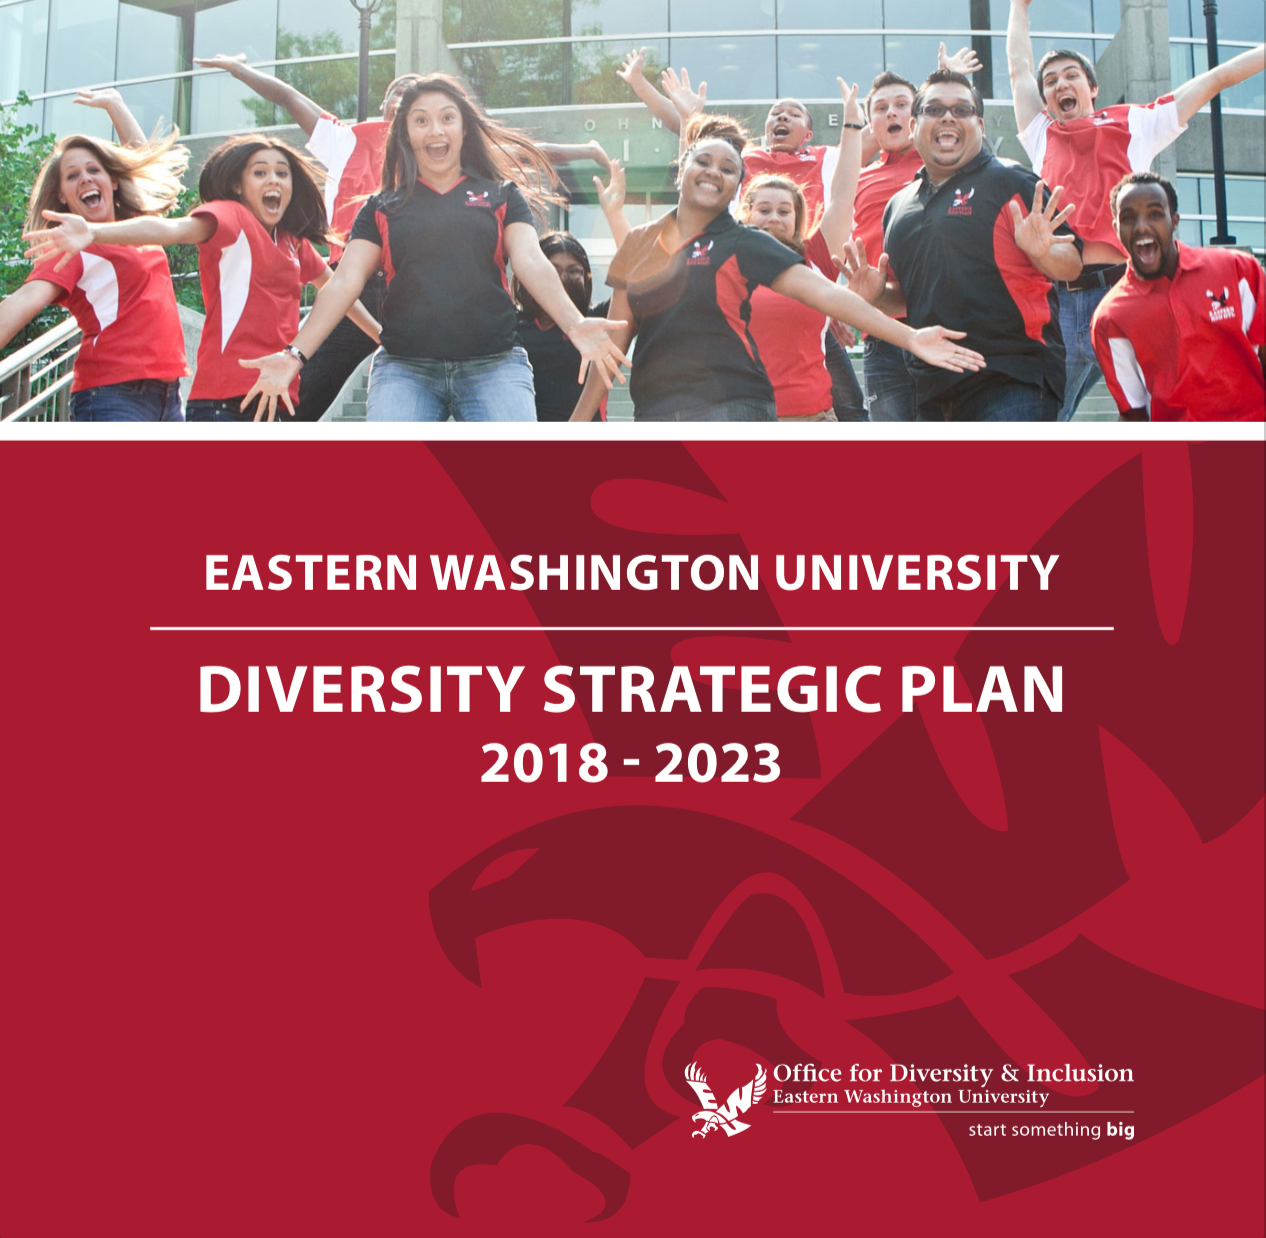 EASTERN WASHINGTON UNIVERSITY
DIVERSITY STRATEGIC PLAN
2018 - 2023
Office for Diversity & Inclusion
Eastern Washington University
start something big